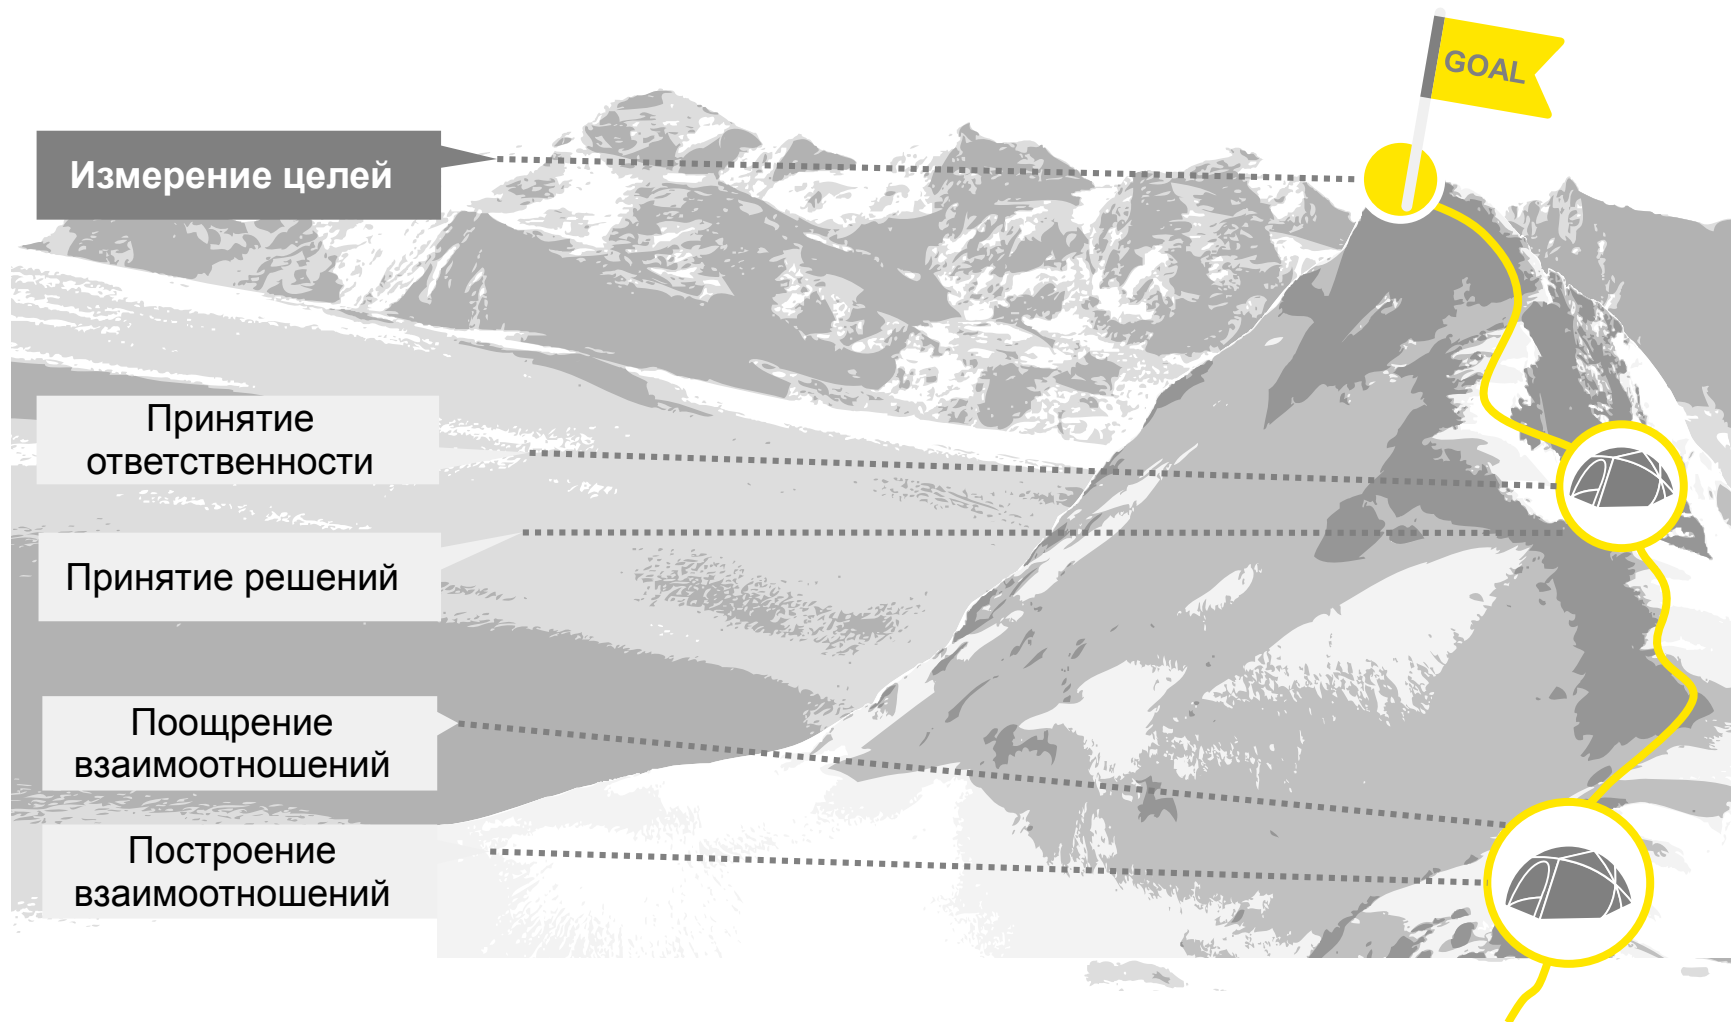 GOAL
Измерение целей
Принятие
ответственности
Принятие решений
Поощрение
взаимоотношений
Построение
взаимоотношений